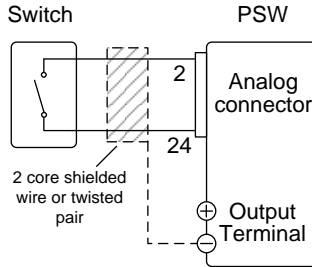 Switch
PSW
2
Analog
connector
24
2 core shielded
wire or twisted
pair
+
Output
Terminal
−